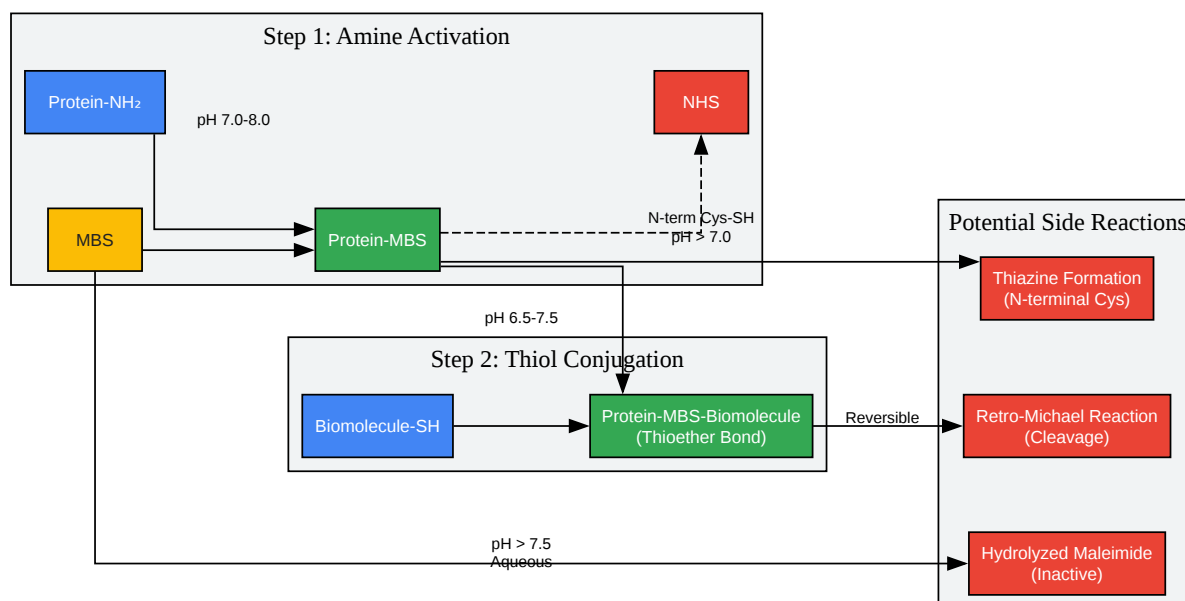 Step 1: Amine Activation
Protein-NH₂
NHS
pH 7.0-8.0
MBS
Protein-MBS
N-term Cys-SH
pH > 7.0
Potential Side Reactions
Thiazine Formation
(N-terminal Cys)
pH 6.5-7.5
Step 2: Thiol Conjugation
Biomolecule-SH
Protein-MBS-Biomolecule
(Thioether Bond)
Reversible
Retro-Michael Reaction
(Cleavage)
pH > 7.5
Aqueous
Hydrolyzed Maleimide
(Inactive)